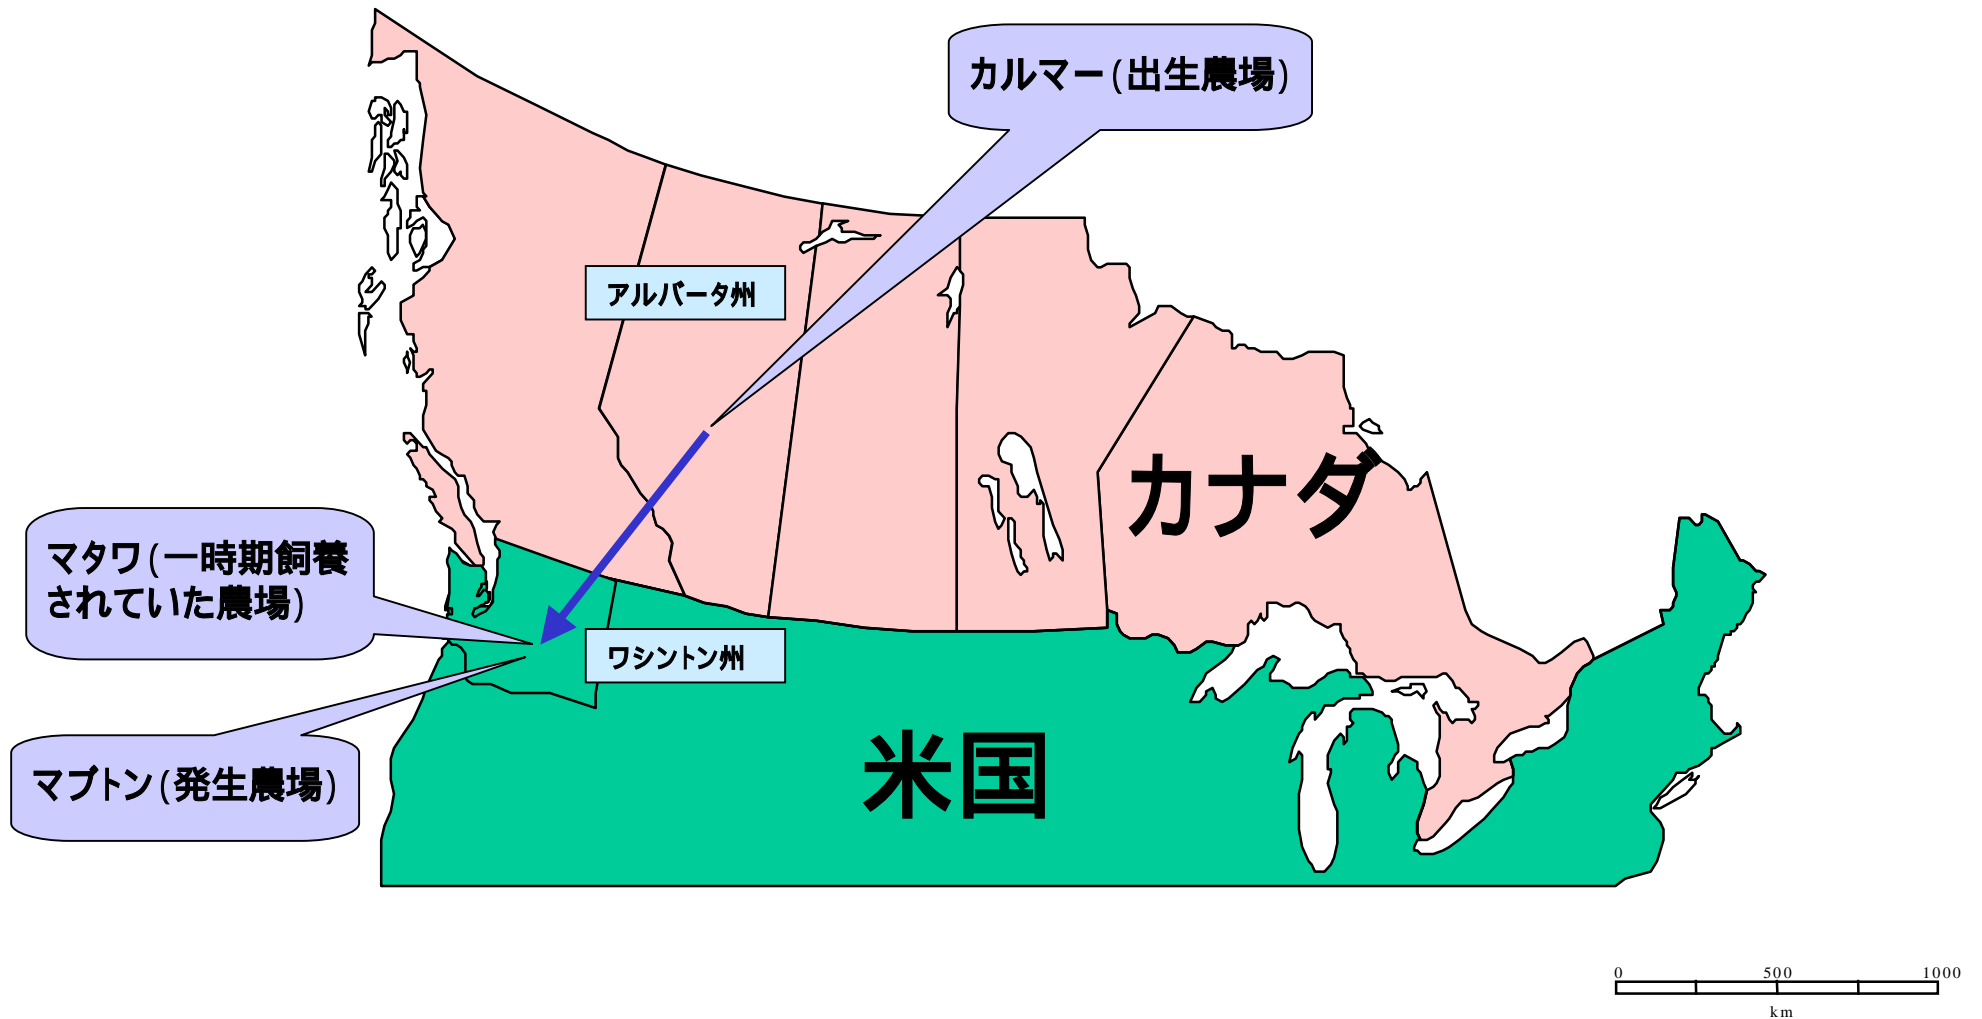 カルマー(出生農場)
アルバータ州
カナダ
マタワ(一時期飼養
されていた農場)
ワシントン州
米国
マブトン(発生農場)
0 500 1000
km